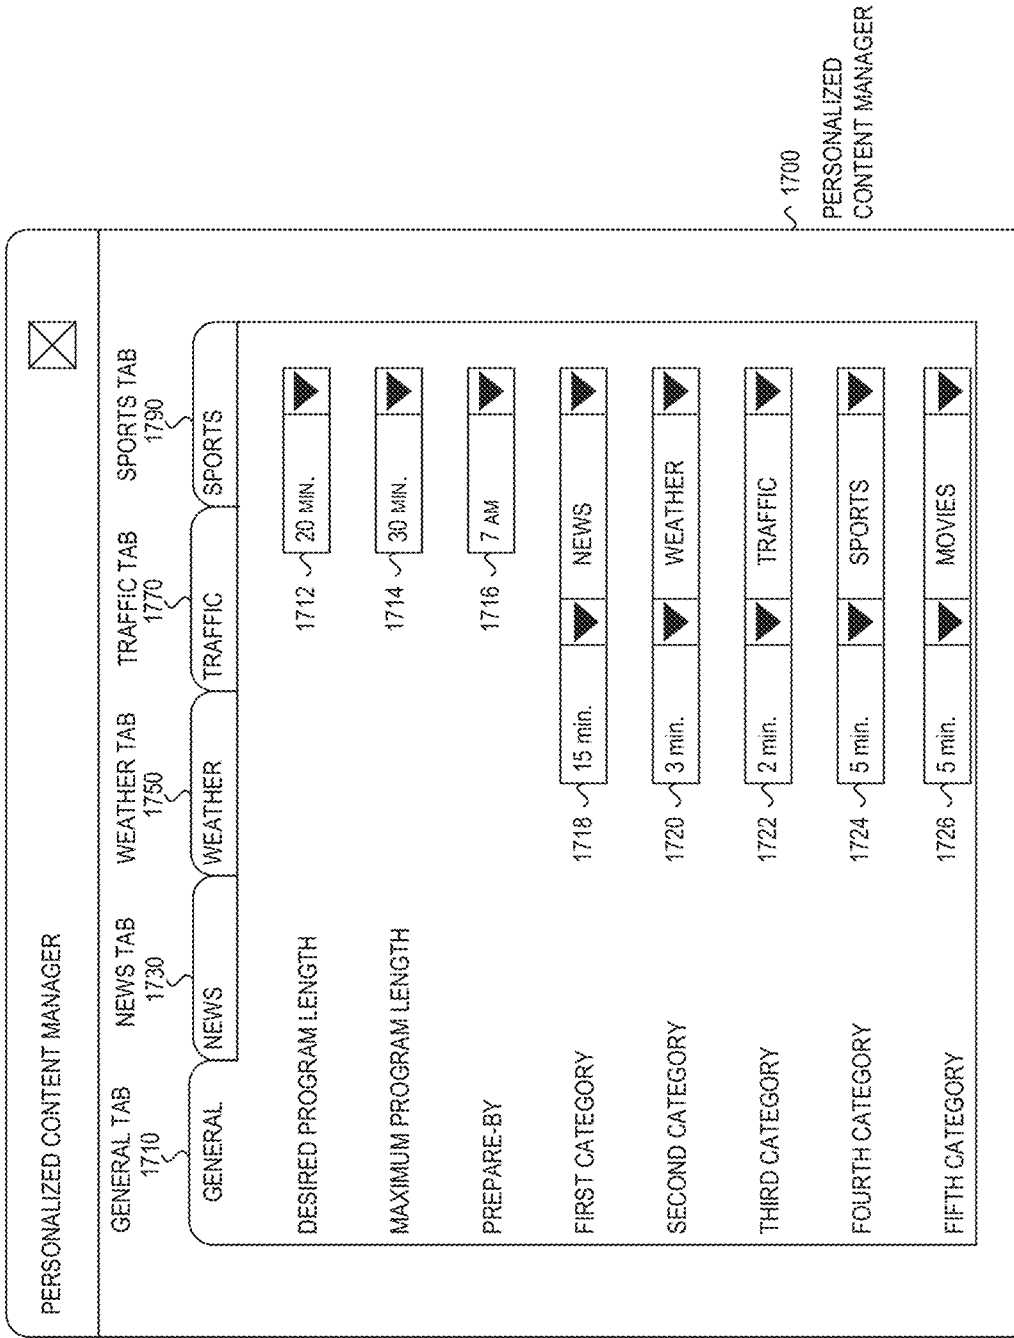 PERSONALIZED CONTENT MANAGER
GENERAL TAB
1710
NEWS TAB
1730
WEATHER TAB
1750
TRAFFIC TAB
1770
SPORTS TAB
1790
GENERAL
NEWS
WEATHER
TRAFFIC
SPORTS
DESIRED PROGRAM LENGTH 1712 20 MIN.
MAXIMUM PROGRAM LENGTH 1714 30 MIN.
PREPARE-BY 1716 7 AM
FIRST CATEGORY 1718 15 min. NEWS
SECOND CATEGORY 1720 3 min. WEATHER
THIRD CATEGORY 1722 2 min. TRAFFIC
FOURTH CATEGORY 1724 5 min. SPORTS
FIFTH CATEGORY 1726 5 min. MOVIES
1700
PERSONALIZED
CONTENT MANAGER